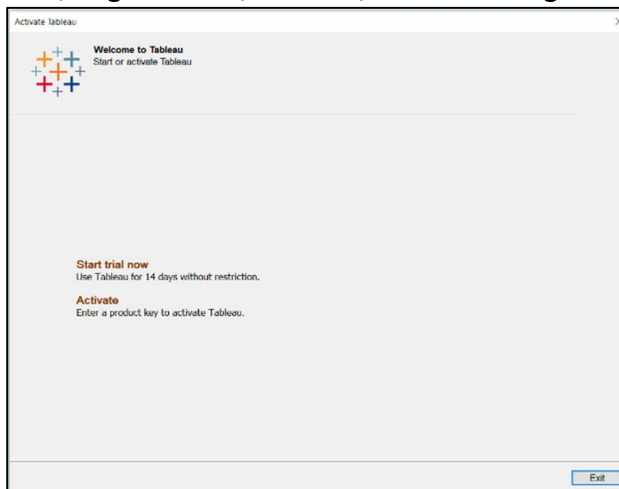 Activate Tableau
Welcome to Tableau
Start or activate Tableau
Start trial now
Use Tableau for 14 days without restriction.
Activate
Enter a product key to activate Tableau.
Exit